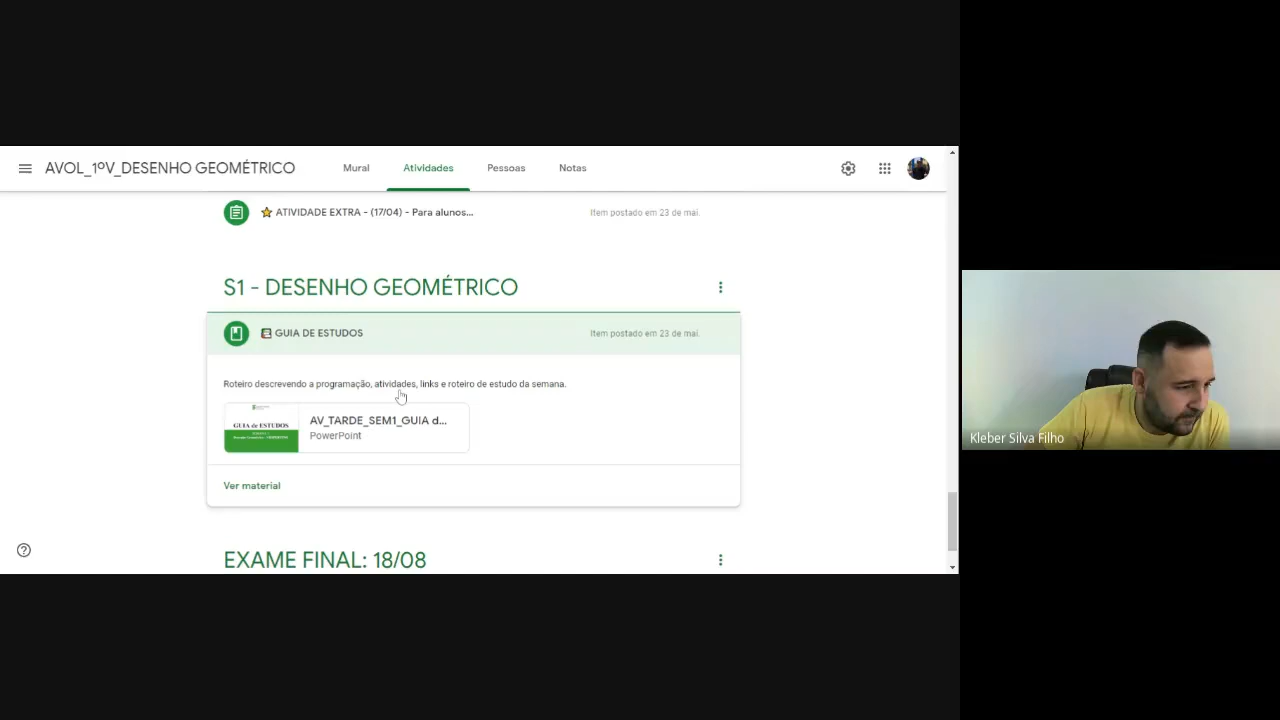 AVOL_1ºV_DESENHO GEOMÉTRICO
Mural
Atividades
Pessoas
Notas
ATIVIDADE EXTRA - (17/04) - Para alunos...
Item postado em 23 de mai.
S1 - DESENHO GEOMÉTRICO
GUIA DE ESTUDOS
Item postado em 23 de mai.
Roteiro descrevendo a programação, atividades, links e roteiro de estudo da semana.
GUIA de ESTUDOS
AV_TARDE_SEM1_GUIA d...
PowerPoint
Ver material
EXAME FINAL: 18/08
Kleber Silva Filho